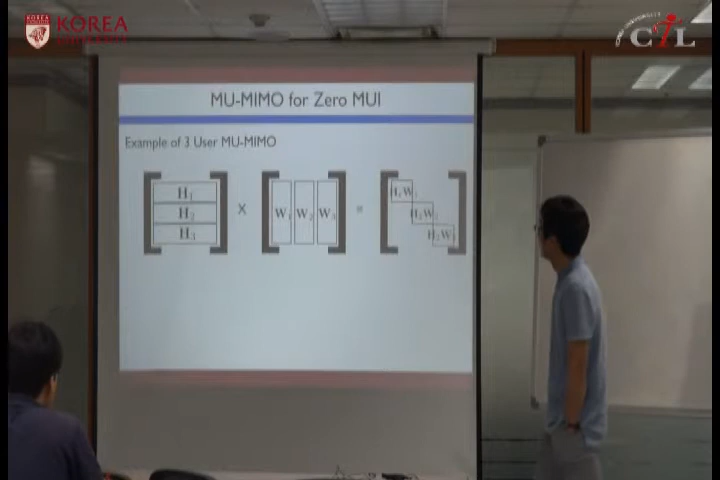 KOREA
CIL
MU-MIMO for Zero MUI
Example of 3 User MU-MIMO
H1
H2
H3
X
W1 W2 W3
=
H1W1
H2W2
H3W3